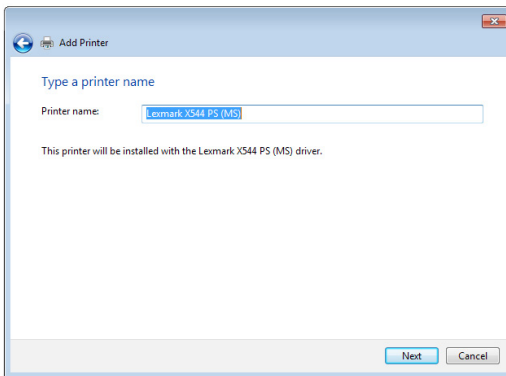 Add Printer
Type a printer name
Printer name: Lexmark X544 PS (MS)
This printer will be installed with the Lexmark X544 PS (MS) driver.
Next Cancel